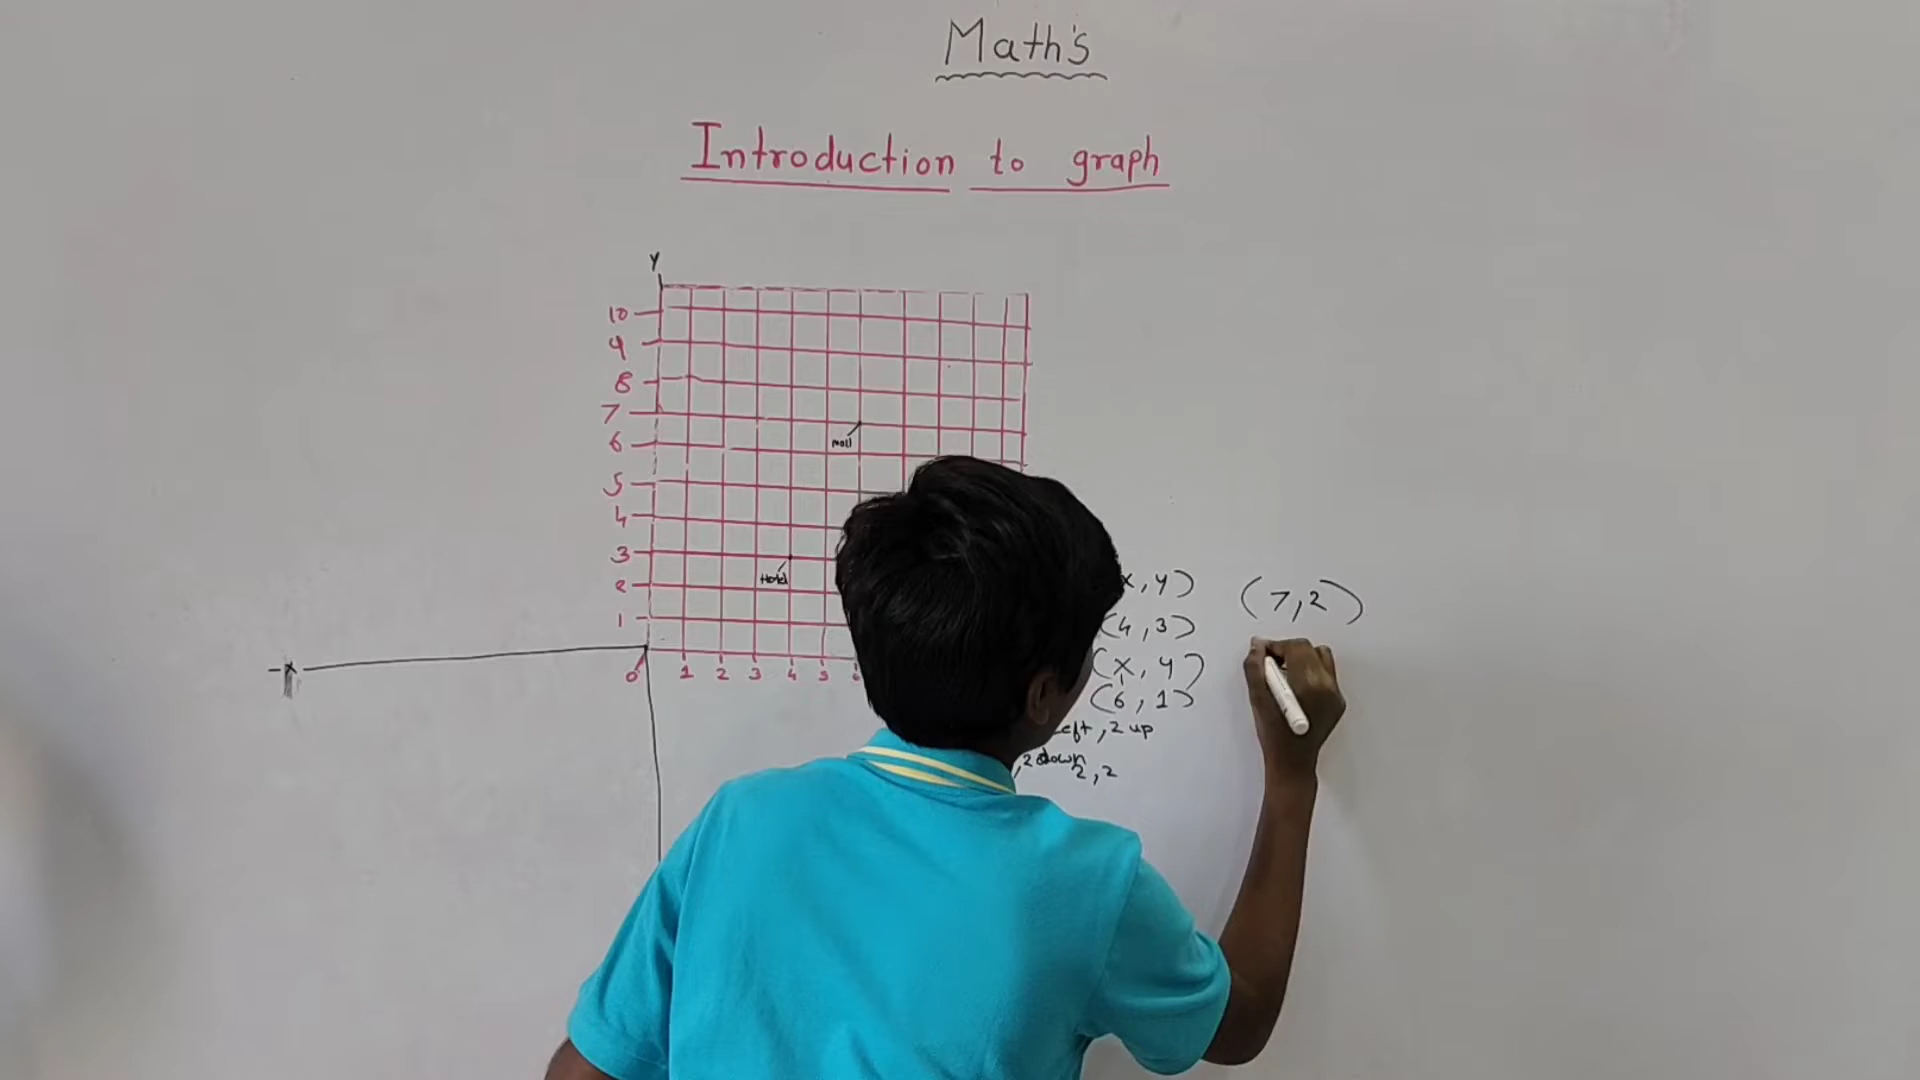 Math's
Introduction to graph
Y
10
9
8
7
6
5
4
3
2
1
0 1 2 3 4 5 6
mall
Hotel
-x
x, y)
(4, 3)
(x, y)
(6, 1)
Left, 2 up
, 2 down
2, 2
(7, 2)